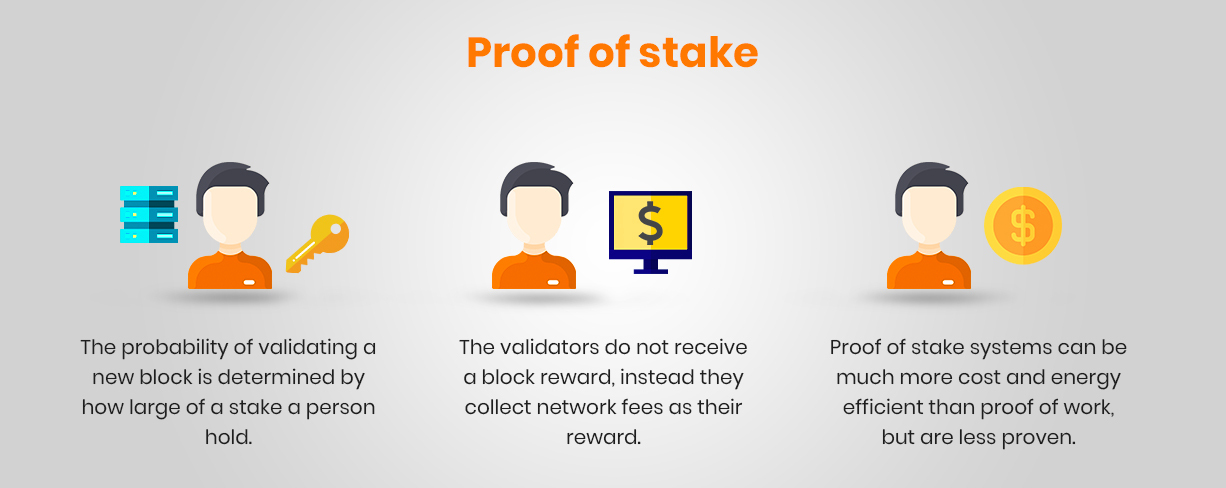 Proof of stake
The probability of validating a
new block is determined by
how large of a stake a person
hold.
The validators do not receive
a block reward, instead they
collect network fees as their
reward.
Proof of stake systems can be
much more cost and energy
efficient than proof of work,
but are less proven.